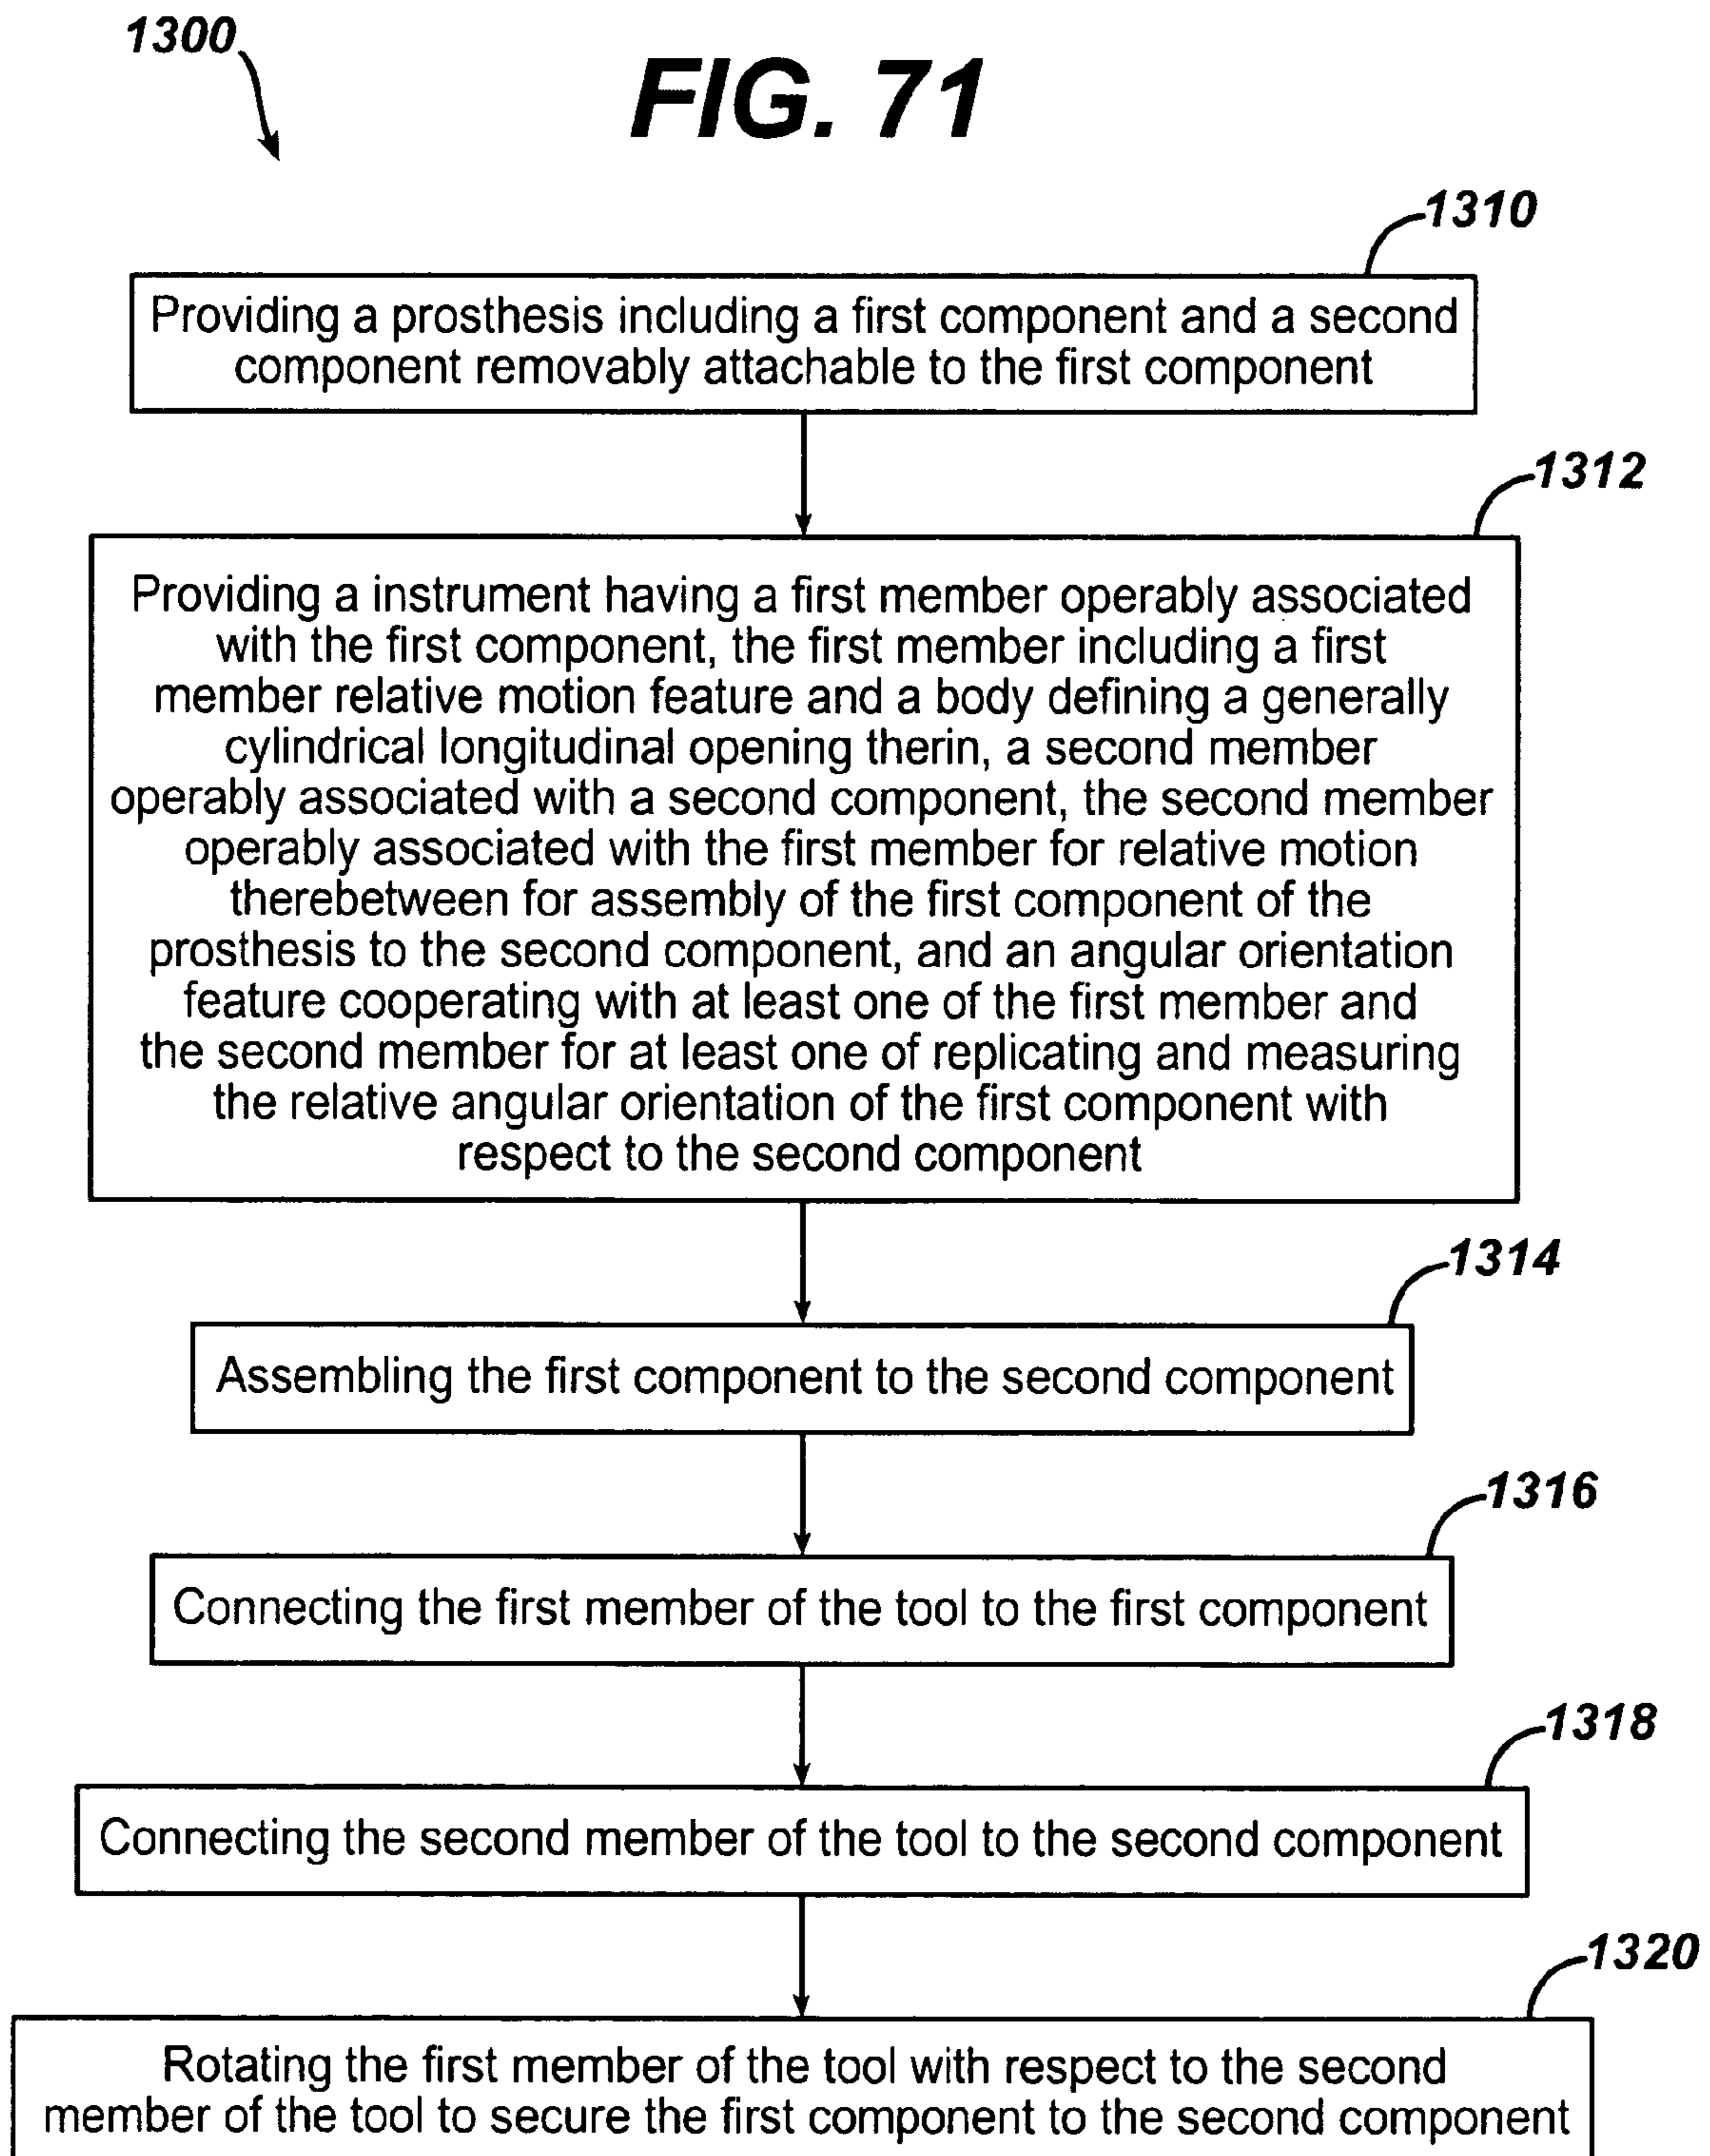 1300
FIG. 71
1310
Providing a prosthesis including a first component and a second
component removably attachable to the first component
1312
Providing a instrument having a first member operably associated
with the first component, the first member including a first
member relative motion feature and a body defining a generally
cylindrical longitudinal opening therin, a second member
operably associated with a second component, the second member
operably associated with the first member for relative motion
therebetween for assembly of the first component of the
prosthesis to the second component, and an angular orientation
feature cooperating with at least one of the first member and
the second member for at least one of replicating and measuring
the relative angular orientation of the first component with
respect to the second component
1314
Assembling the first component to the second component
1316
Connecting the first member of the tool to the first component
1318
Connecting the second member of the tool to the second component
1320
Rotating the first member of the tool with respect to the second
member of the tool to secure the first component to the second component